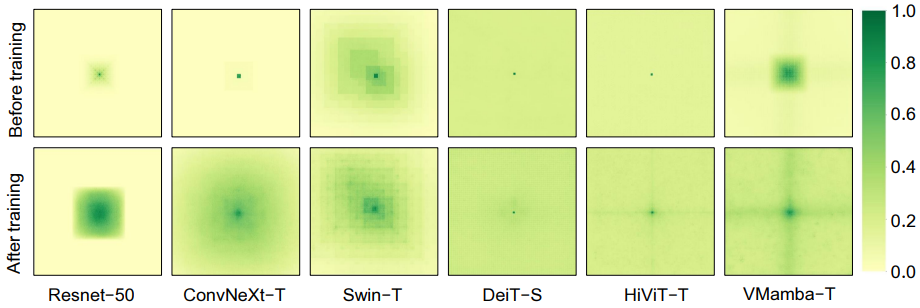 Before training
After training
Resnet-50
ConvNeXt-T
Swin-T
DeiT-S
HiViT-T
VMamba-T
1.0
0.8
0.6
0.4
0.2
0.0